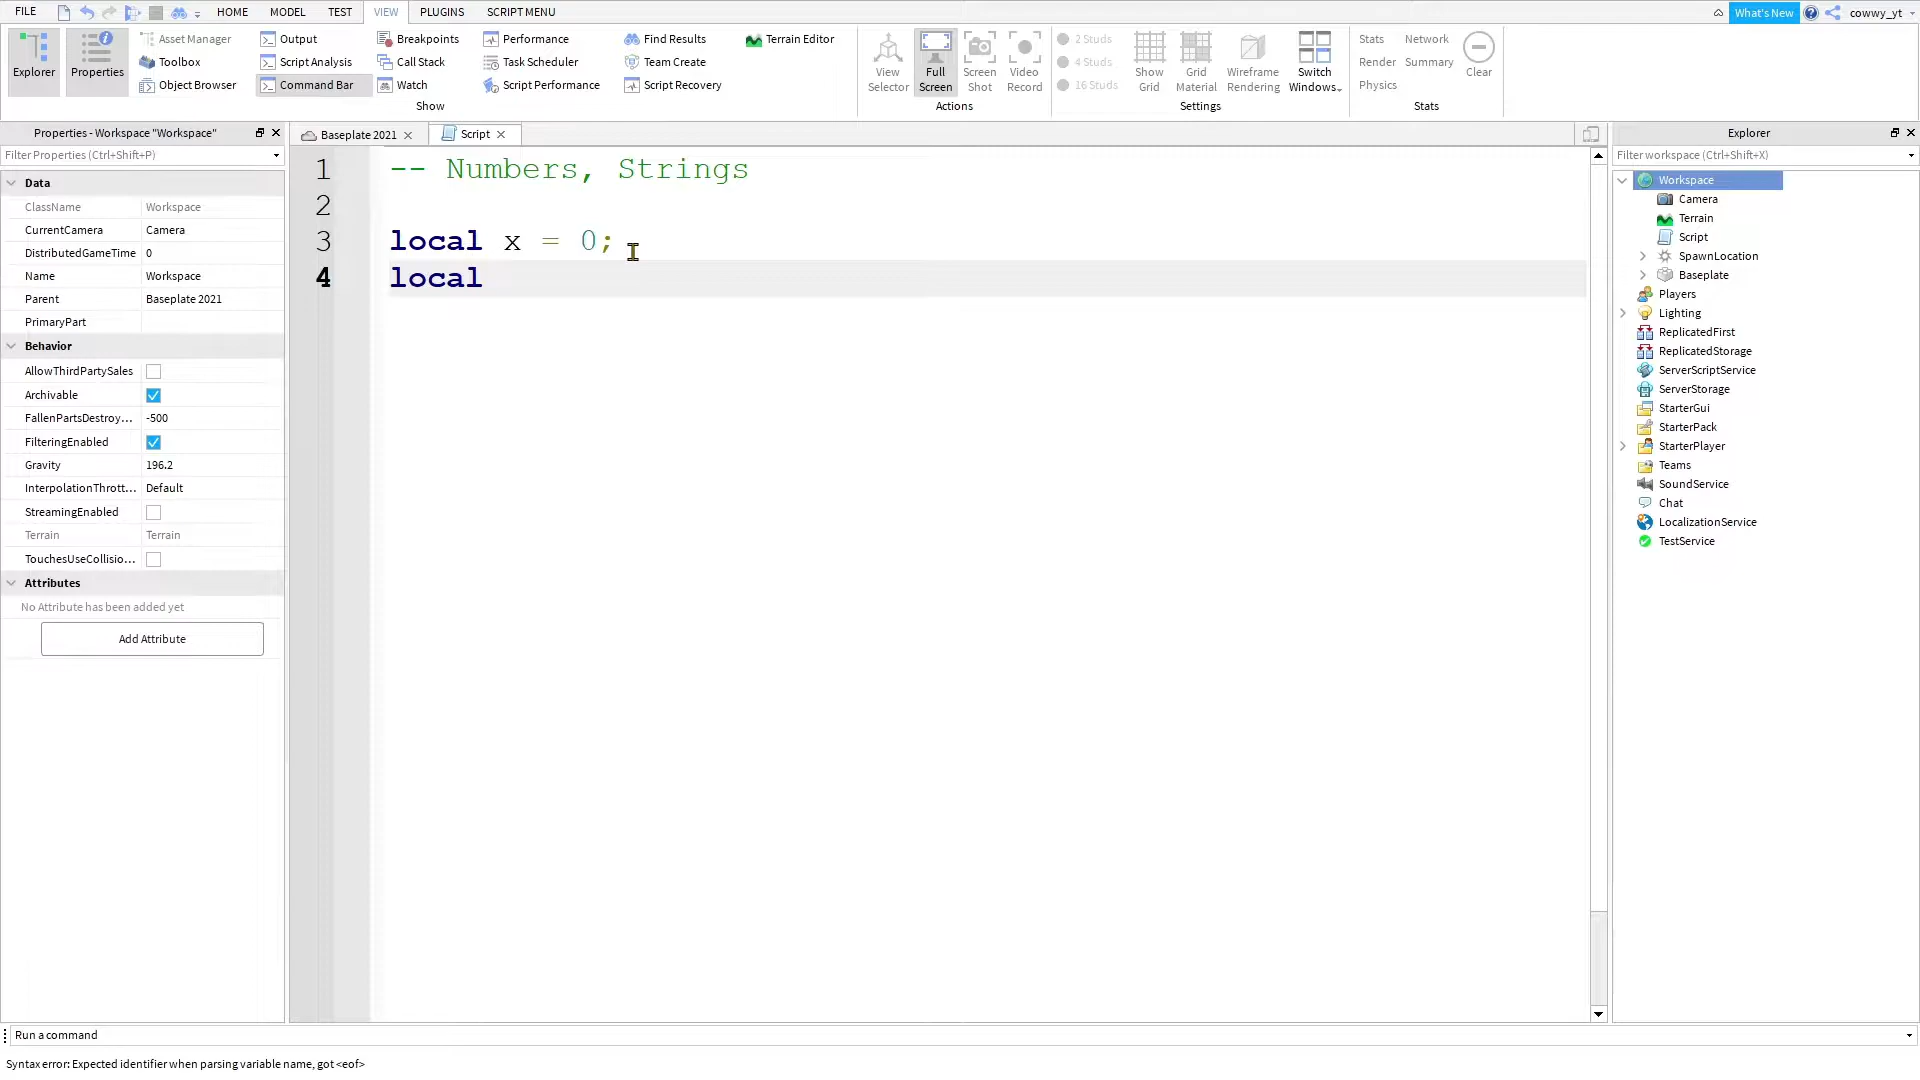 FILE HOME MODEL TEST VIEW PLUGINS SCRIPT MENU What's New cowwy_yt
Explorer
Properties
Asset Manager
Toolbox
Object Browser
Output
Script Analysis
Command Bar
Breakpoints
Call Stack
Watch
Performance
Task Scheduler
Script Performance
Find Results
Team Create
Script Recovery
Terrain Editor
Show
View
Selector
Full
Screen
Screen
Shot
Video
Record
Actions
2 Studs
4 Studs
16 Studs
Show
Grid
Grid
Material
Wireframe
Rendering
Switch
Windows
Settings
Stats
Render
Physics
Network
Summary
Clear
Stats
Properties - Workspace "Workspace"
Filter Properties (Ctrl+Shift+P)
Data
ClassName Workspace
CurrentCamera Camera
DistributedGameTime 0
Name Workspace
Parent Baseplate 2021
PrimaryPart
Behavior
AllowThirdPartySales
Archivable
FallenPartsDestroy... -500
FilteringEnabled
Gravity 196.2
InterpolationThrott... Default
StreamingEnabled
Terrain Terrain
TouchesUseCollisio...
Attributes
No Attribute has been added yet
Add Attribute
Baseplate 2021 Script
1 -- Numbers, Strings
2
3 local x = 0;
4 local
Explorer
Filter workspace (Ctrl+Shift+X)
Workspace
Camera
Terrain
Script
SpawnLocation
Baseplate
Players
Lighting
ReplicatedFirst
ReplicatedStorage
ServerScriptService
ServerStorage
StarterGui
StarterPack
StarterPlayer
Teams
SoundService
Chat
LocalizationService
TestService
Run a command
Syntax error: Expected identifier when parsing variable name, got <eof>